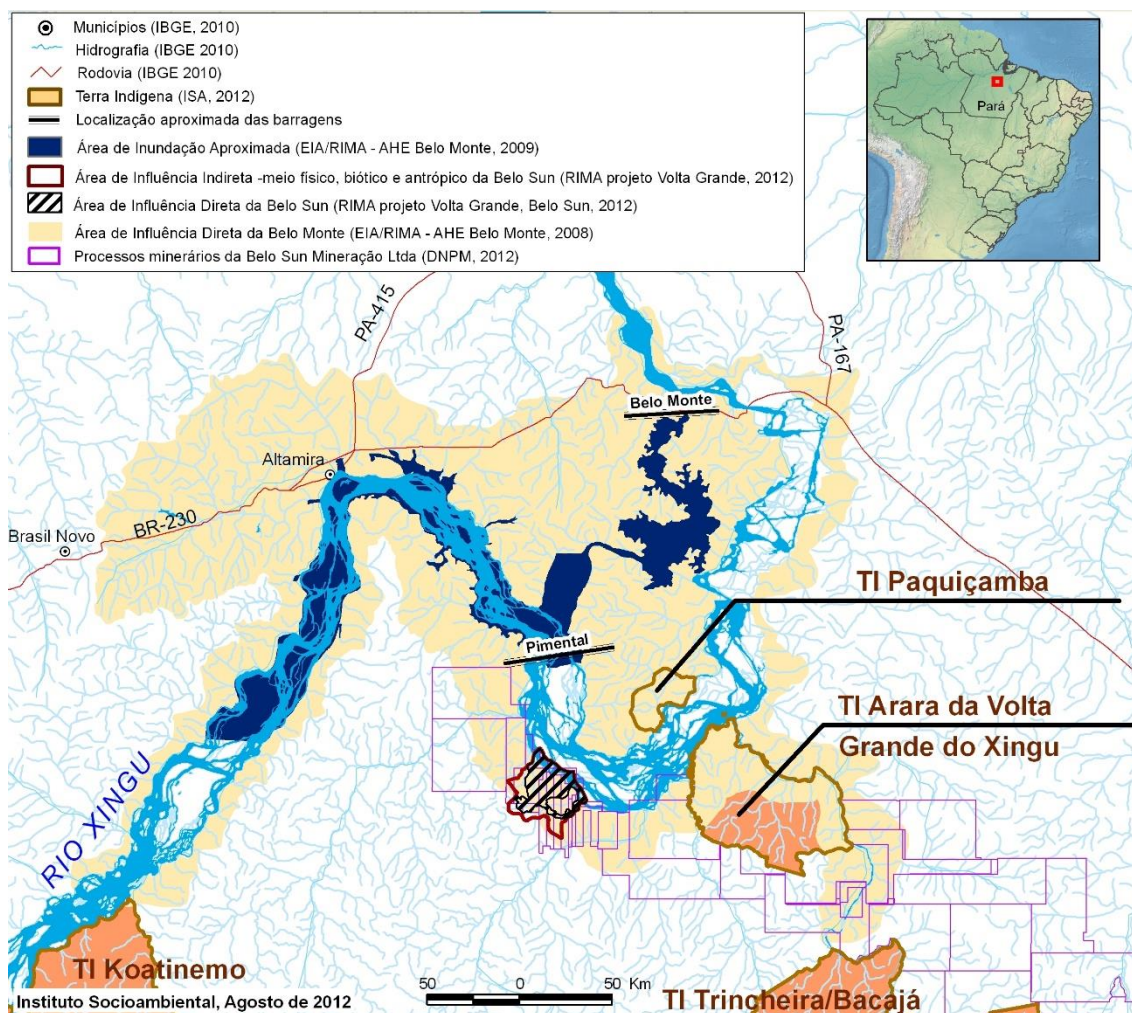 Municípios (IBGE, 2010)
Hidrografia (IBGE 2010)
Rodovia (IBGE 2010)
Terra Indígena (ISA, 2012)
Localização aproximada das barragens
Área de Inundação Aproximada (EIA/RIMA - AHE Belo Monte, 2009)
Área de Influência Indireta -meio físico, biótico e antrópico da Belo Sun (RIMA projeto Volta Grande, 2012)
Área de Influência Direta da Belo Sun (RIMA projeto Volta Grande, Belo Sun, 2012)
Área de Influência Direta da Belo Monte (EIA/RIMA - AHE Belo Monte, 2008)
Processos minerários da Belo Sun Mineração Ltda (DNPM, 2012)
Pará
PA-415
PA-167
Belo Monte
Altamira
BR-230
Brasil Novo
TI Paquiçamba
Pimental
TI Arara da Volta
Grande do Xingu
RIO XINGU
TI Koatinemo
50 0 50 Km
Instituto Socioambiental, Agosto de 2012
TI Trincheira/Bacajá